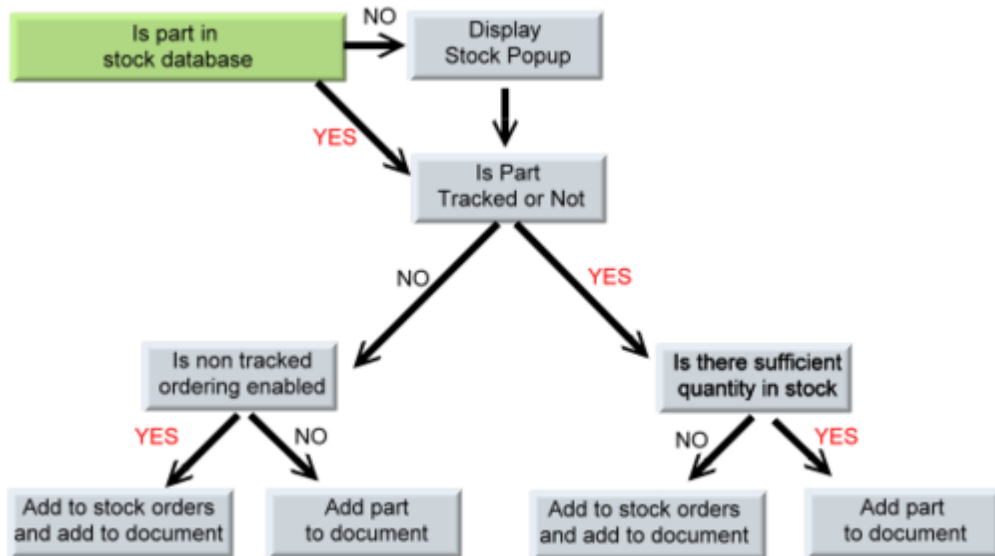 Is part in
stock database
NO
Display
Stock Popup
YES
Is Part
Tracked or Not
NO
YES
Is non tracked
ordering enabled
Is there sufficient
quantity in stock
YES
NO
NO
YES
Add to stock orders
and add to document
Add part
to document
Add to stock orders
and add to document
Add part
to document